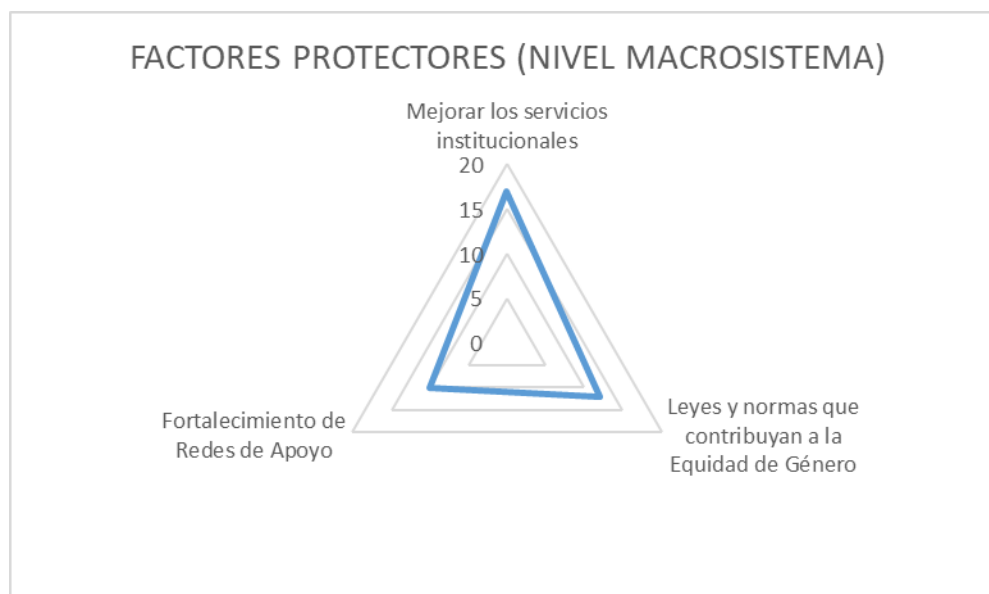 FACTORES PROTECTORES (NIVEL MACROSISTEMA)
Mejorar los servicios
institucionales
20
15
10
5
0
Fortalecimiento de
Redes de Apoyo
Leyes y normas que
contribuyan a la
Equidad de Género